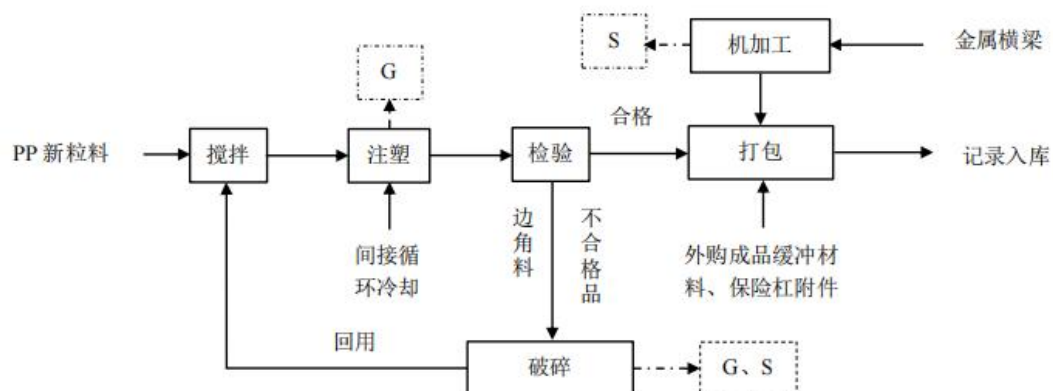 S
机加工
金属横梁
G
合格
PP 新粒料
搅拌
注塑
检验
打包
记录入库
间接循
环冷却
边角料
不合格品
外购成品缓冲材
料、保险杠附件
回用
破碎
G、S